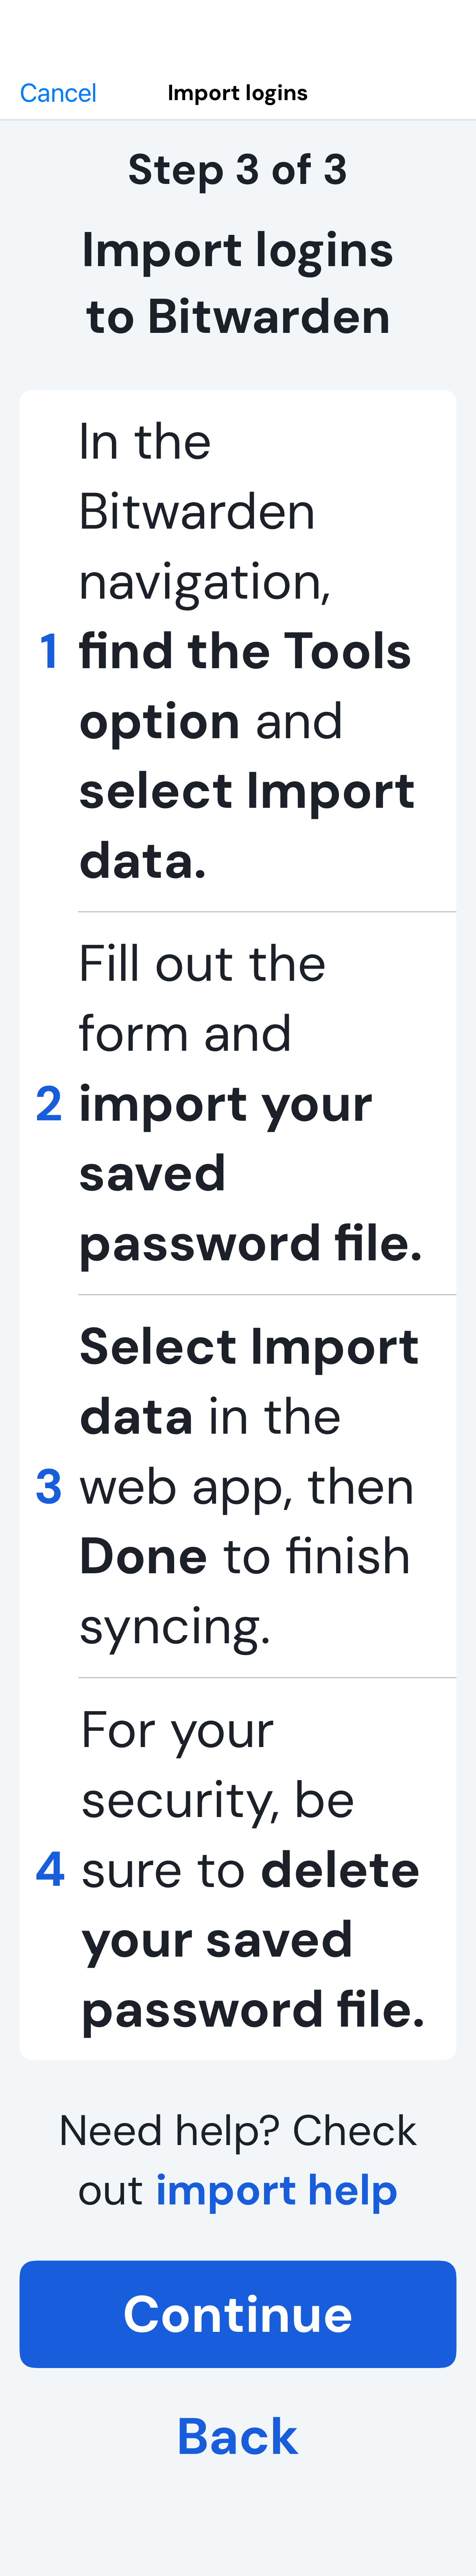 Cancel
Import logins
Step 3 of 3
Import logins
to Bitwarden
In the
Bitwarden
navigation,
1 find the Tools
option and
select Import
data.
Fill out the
form and
2 import your
saved
password file.
Select Import
data in the
3 web app, then
Done to finish
syncing.
For your
security, be
4 sure to delete
your saved
password file.
Need help? Check
out import help
Continue
Back